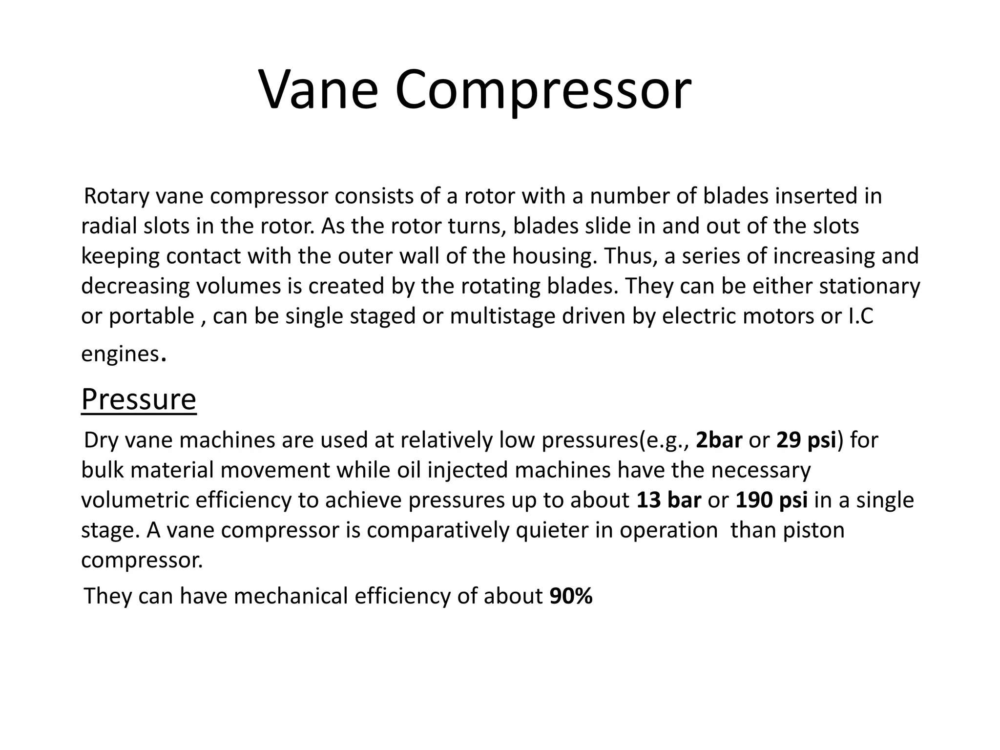 Vane Compressor
Rotary vane compressor consists of a rotor with a number of blades inserted in
radial slots in the rotor. As the rotor turns, blades slide in and out of the slots
keeping contact with the outer wall of the housing. Thus, a series of increasing and
decreasing volumes is created by the rotating blades. They can be either stationary
or portable , can be single staged or multistage driven by electric motors or I.C
engines.
Pressure
Dry vane machines are used at relatively low pressures(e.g., 2bar or 29 psi) for
bulk material movement while oil injected machines have the necessary
volumetric efficiency to achieve pressures up to about 13 bar or 190 psi in a single
stage. A vane compressor is comparatively quieter in operation  than piston
compressor.
They can have mechanical efficiency of about 90%